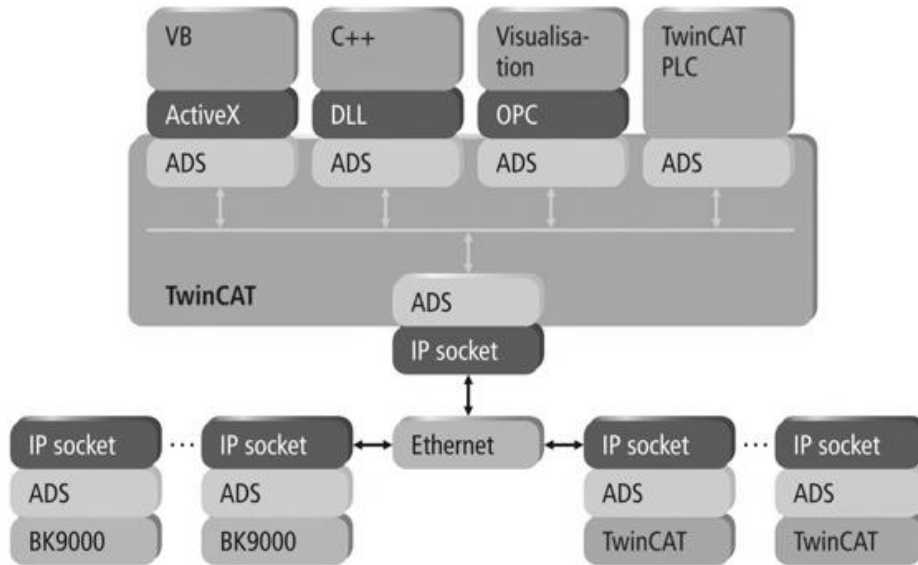 VB
ActiveX
ADS
C++
DLL
ADS
Visualisa-
tion
OPC
ADS
TwinCAT
PLC
ADS
TwinCAT
ADS
IP socket
Ethernet
IP socket
ADS
BK9000
...
IP socket
ADS
BK9000
IP socket
ADS
TwinCAT
...
IP socket
ADS
TwinCAT